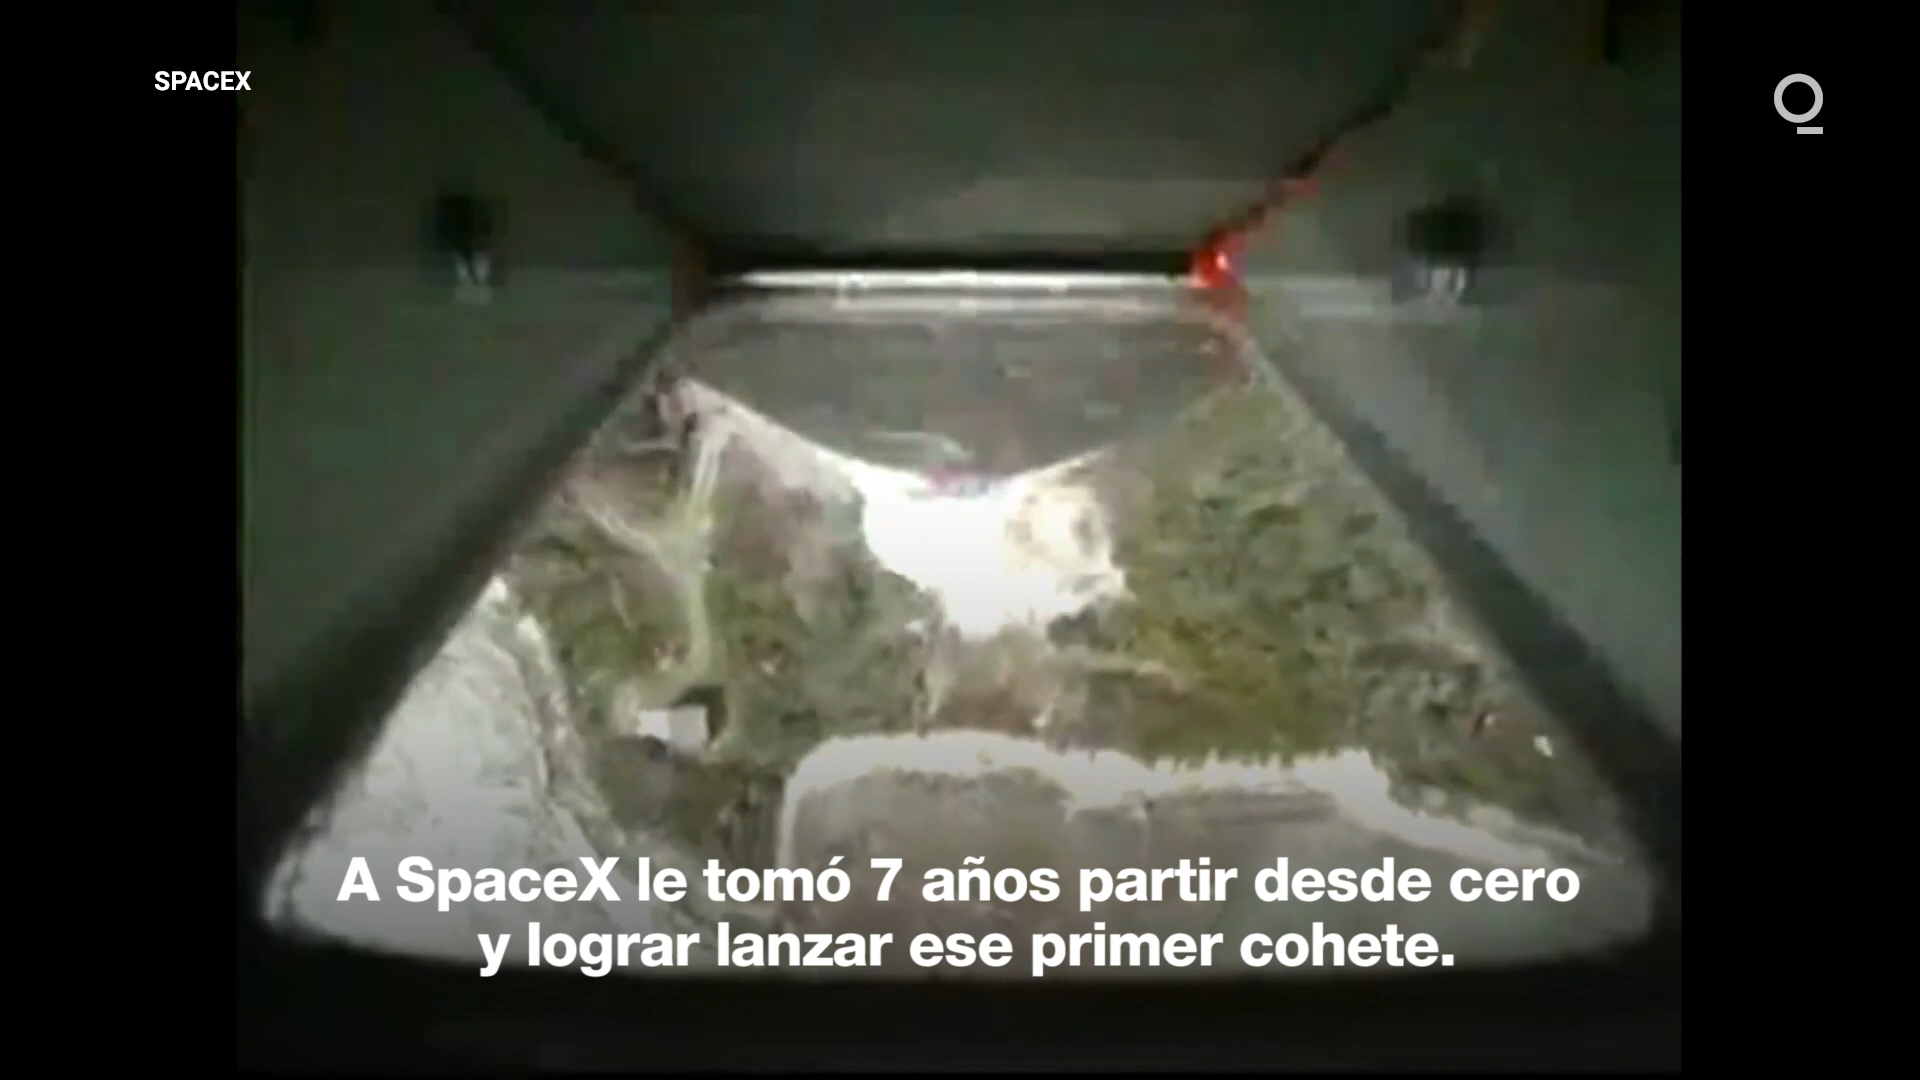 SPACEX
A SpaceX le tomó 7 años partir desde cero
y lograr lanzar ese primer cohete.